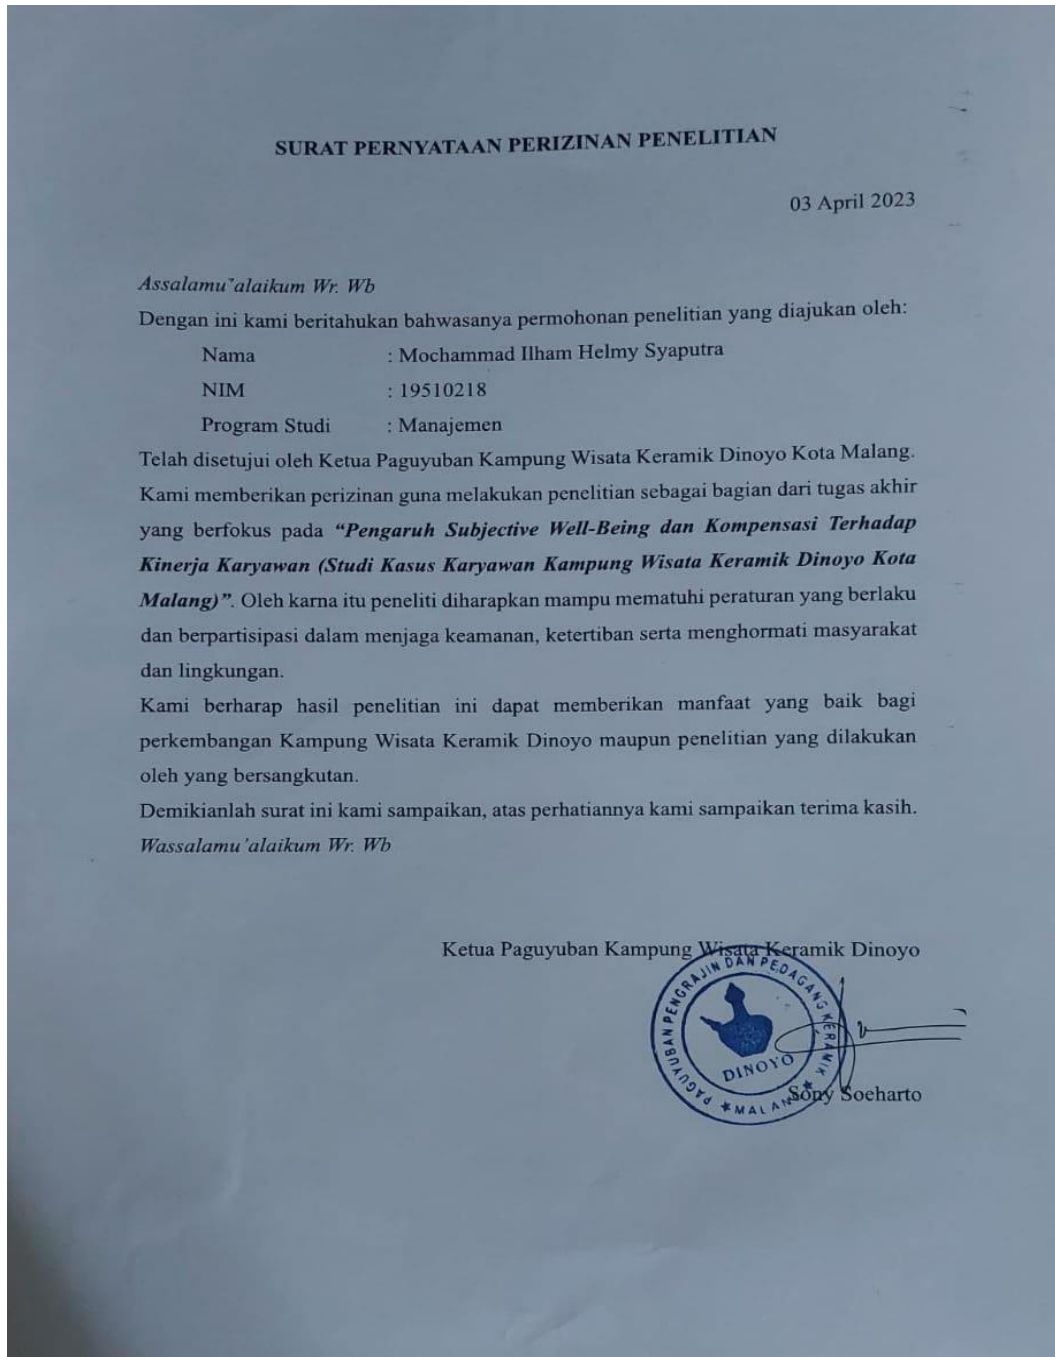 SURAT PERNYATAAN PERIZINAN PENELITIAN
03 April 2023
Assalamu`alaikum Wr. Wb
Dengan ini kami beritahukan bahwasanya permohonan penelitian yang diajukan oleh:
Nama : Mochammad Ilham Helmy Syaputra
NIM : 19510218
Program Studi : Manajemen
Telah disetujui oleh Ketua Paguyuban Kampung Wisata Keramik Dinoyo Kota Malang.
Kami memberikan perizinan guna melakukan penelitian sebagai bagian dari tugas akhir
yang berfokus pada “Pengaruh Subjective Well-Being dan Kompensasi Terhadap
Kinerja Karyawan (Studi Kasus Karyawan Kampung Wisata Keramik Dinoyo Kota
Malang)”. Oleh karna itu peneliti diharapkan mampu mematuhi peraturan yang berlaku
dan berpartisipasi dalam menjaga keamanan, ketertiban serta menghormati masyarakat
dan lingkungan.
Kami berharap hasil penelitian ini dapat memberikan manfaat yang baik bagi
perkembangan Kampung Wisata Keramik Dinoyo maupun penelitian yang dilakukan
oleh yang bersangkutan.
Demikianlah surat ini kami sampaikan, atas perhatiannya kami sampaikan terima kasih.
Wassalamu’alaikum Wr. Wb
Ketua Paguyuban Kampung Wisata Keramik Dinoyo
PAGUYUBAN PENGRAJIN DAN PEDAGANG KERAMIK
DINOYO
MALANG
Sony Soeharto